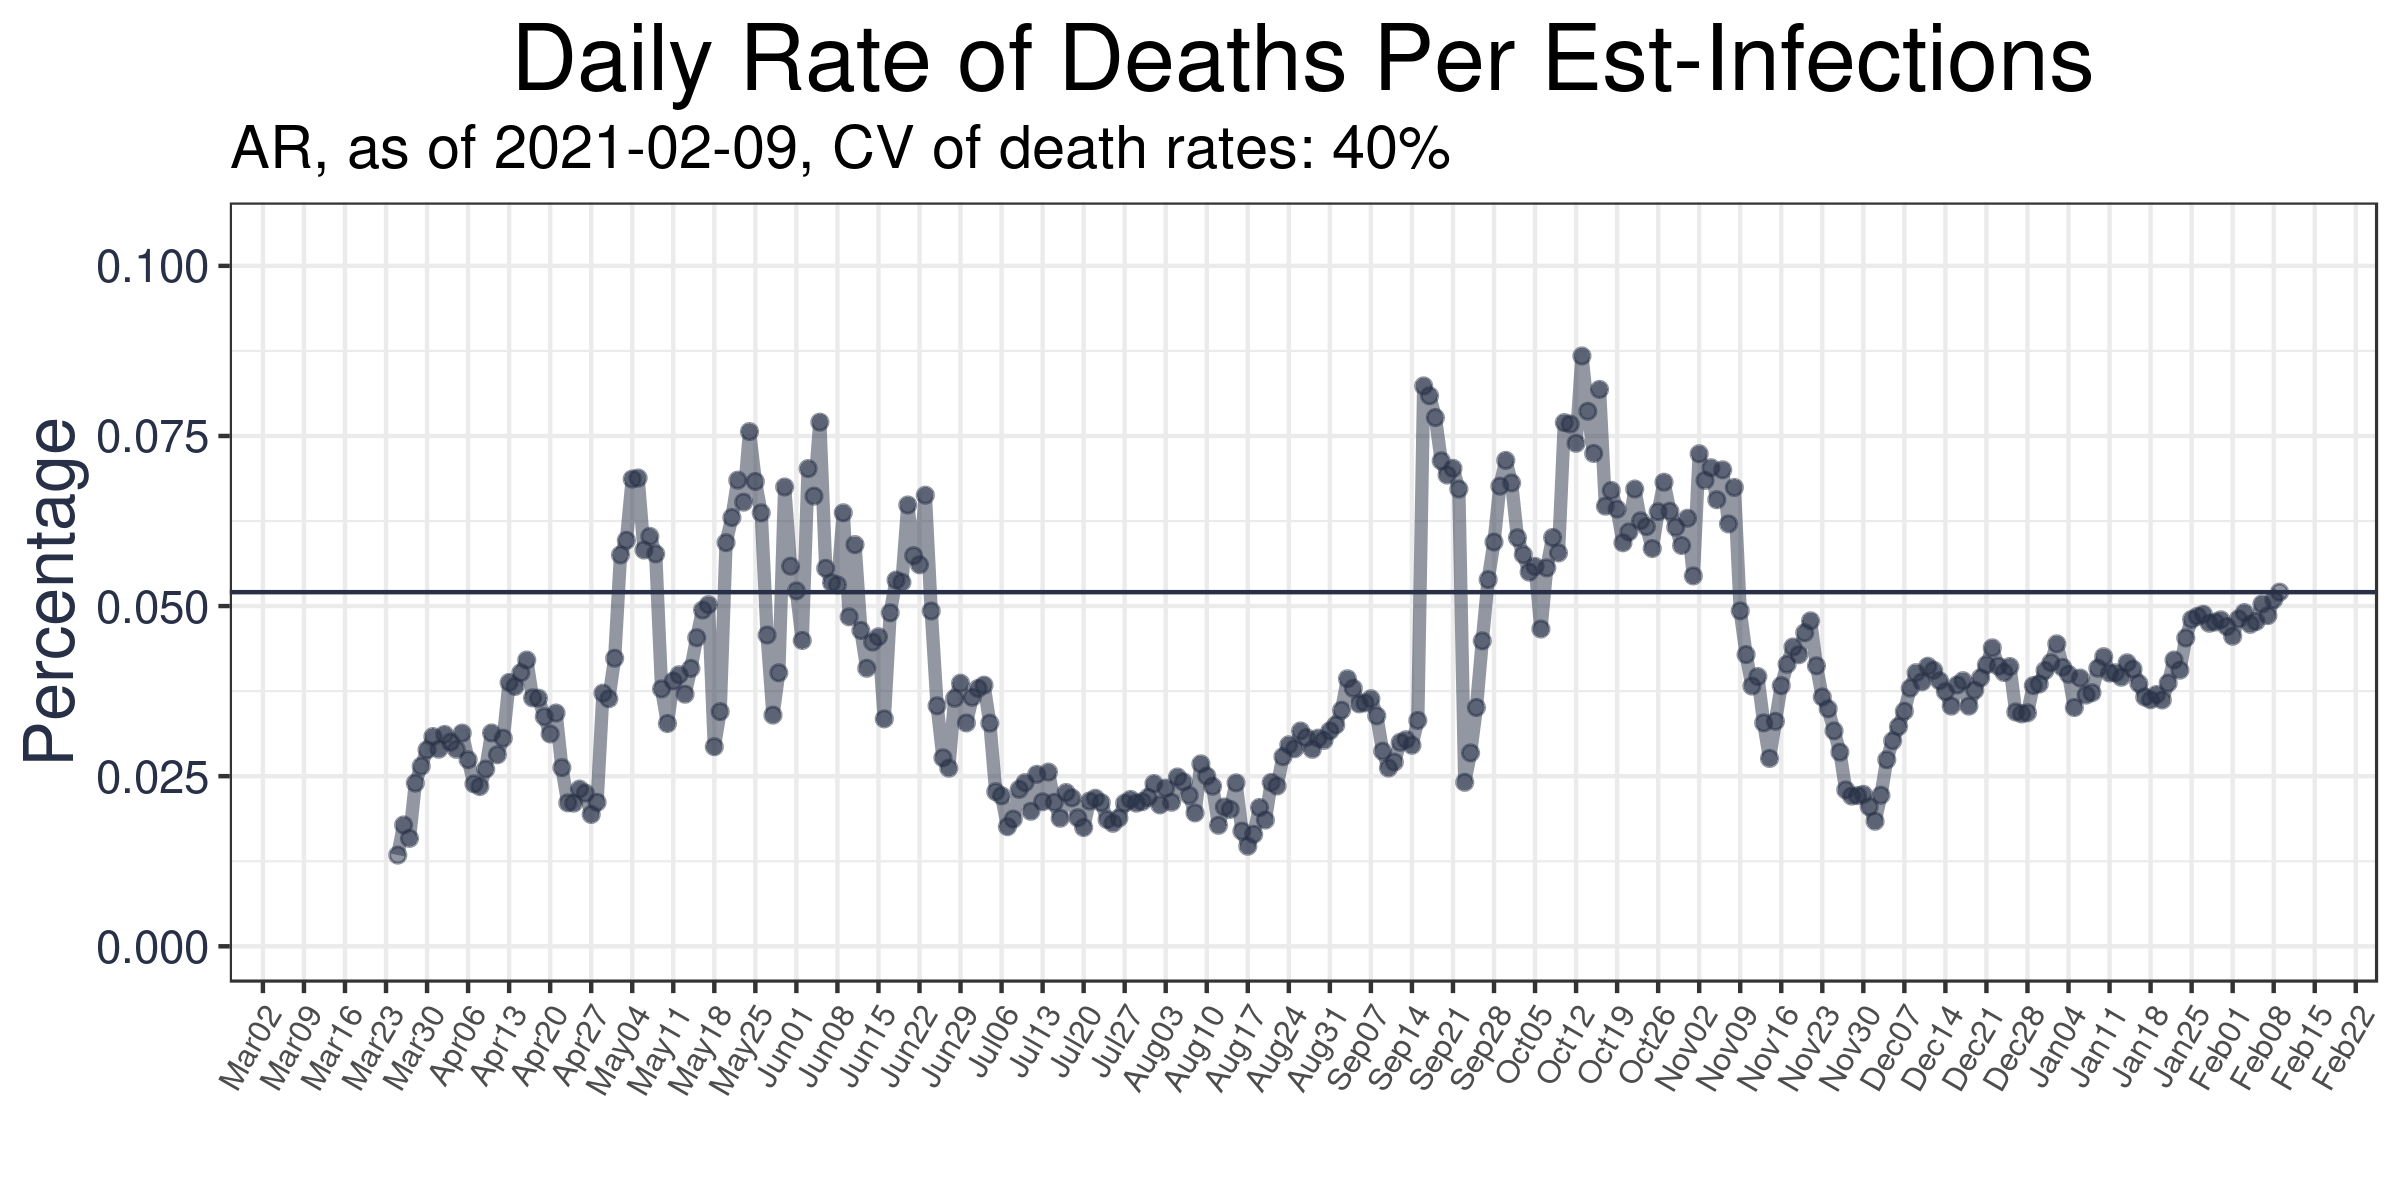 Daily Rate of Deaths Per Est-Infections
AR, as of 2021-02-09, CV of death rates: 40%
Percentage
0.100
0.075
0.050
0.025
0.000
Mar02 Mar09 Mar16 Mar23 Mar30 Apr06 Apr13 Apr20 Apr27 May04 May11 May18 May25 Jun01 Jun08 Jun15 Jun22 Jun29 Jul06 Jul13 Jul20 Jul27 Aug03 Aug10 Aug17 Aug24 Aug31 Sep07 Sep14 Sep21 Sep28 Oct05 Oct12 Oct19 Oct26 Nov02 Nov09 Nov16 Nov23 Nov30 Dec07 Dec14 Dec21 Dec28 Jan04 Jan11 Jan18 Jan25 Feb01 Feb08 Feb15 Feb22